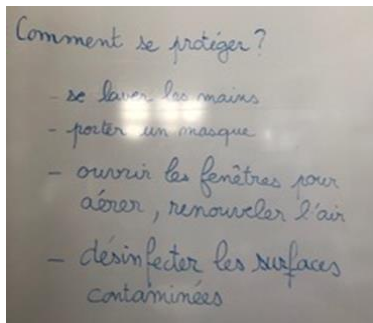 Comment se protéger?
- se laver les mains
- porter un masque
- ouvrir les fenêtres pour
aérer, renouveler l'air
- désinfecter les surfaces
contaminées